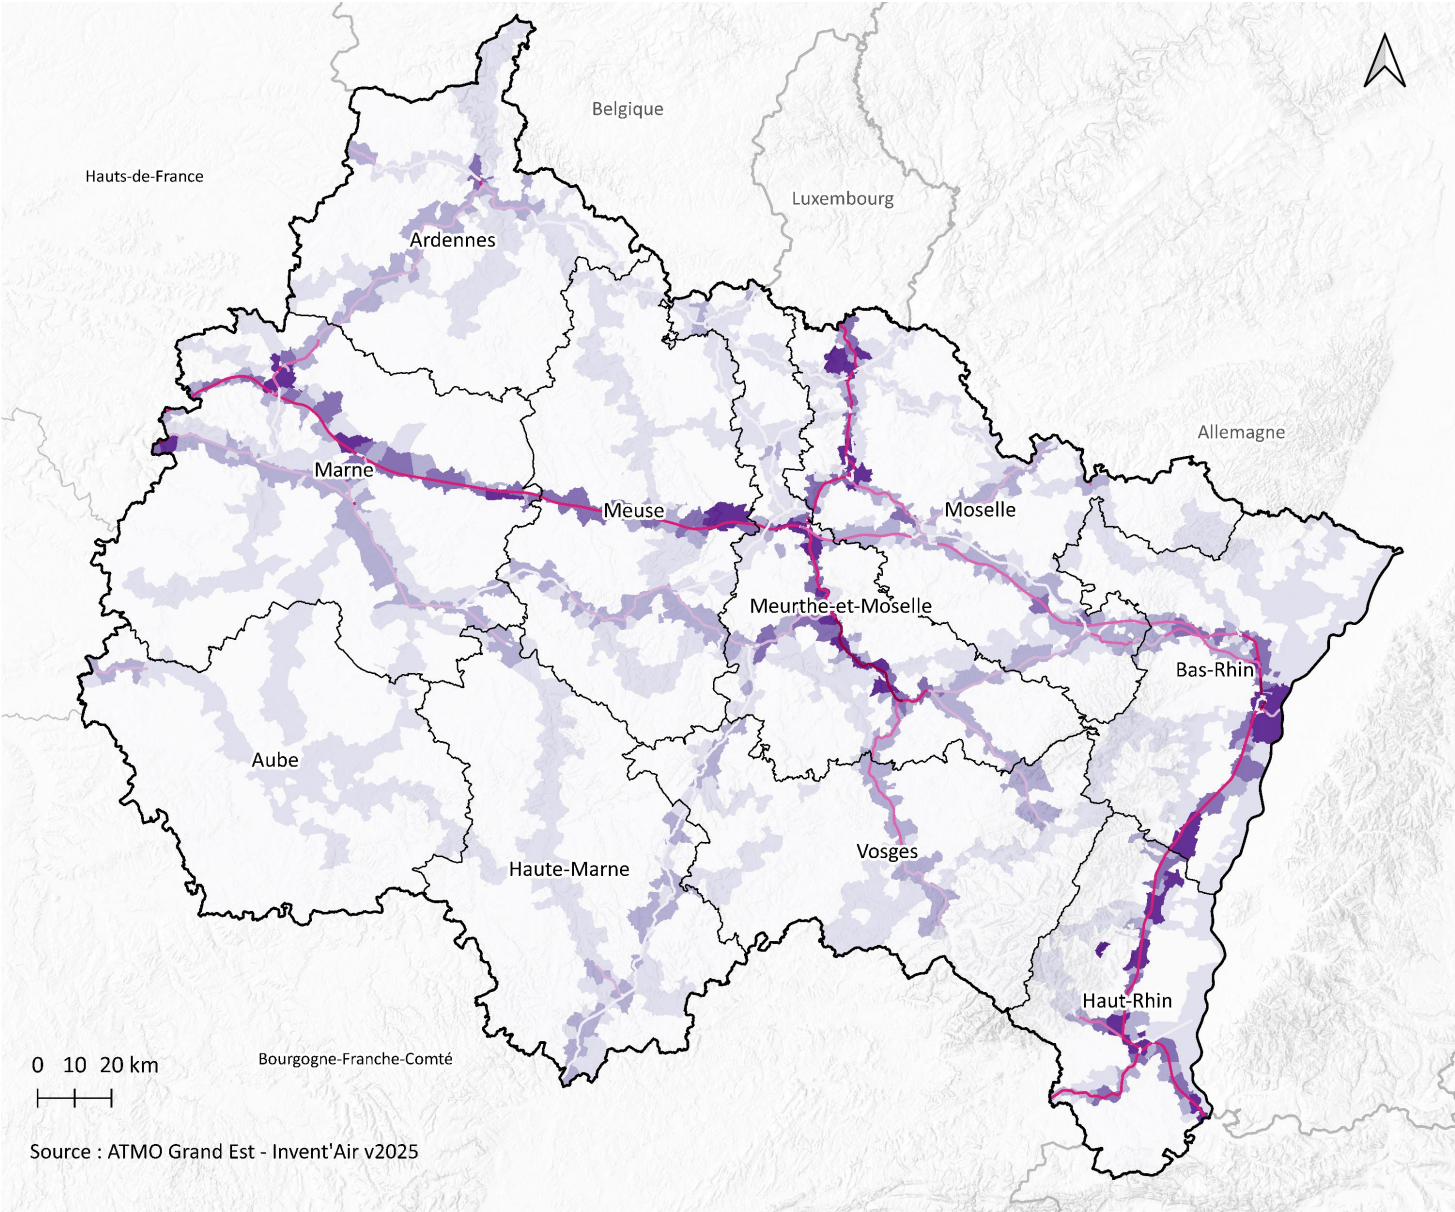 Belgique
Hauts-de-France
Luxembourg
Ardennes
Allemagne
Marne
Meuse
Moselle
Meurthe-et-Moselle
Bas-Rhin
Aube
Vosges
Haute-Marne
Haut-Rhin
Bourgogne-Franche-Comté
0 10 20 km
Source : ATMO Grand Est - Invent'Air v2025